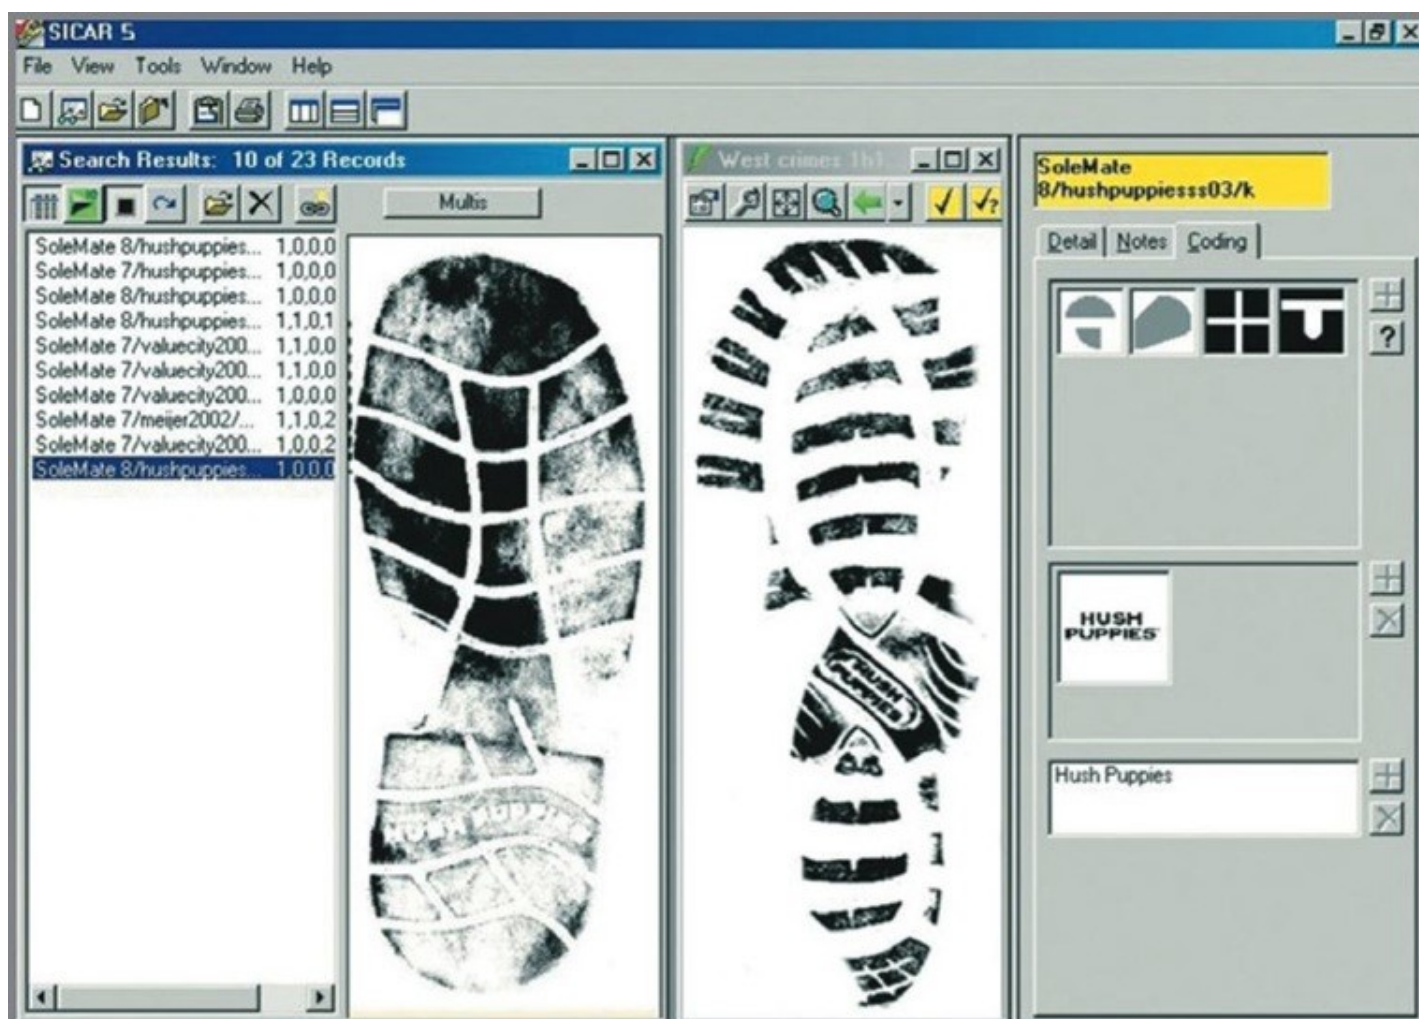 SICAR 5
File View Tools Window Help
Search Results: 10 of 23 Records
Multis
SoleMate 8/hushpuppies... 1,0,0,0
SoleMate 7/hushpuppies... 1,0,0,0
SoleMate 8/hushpuppies... 1,0,0,0
SoleMate 8/hushpuppies... 1,1,0,1
SoleMate 7/valuecity200... 1,1,0,0
SoleMate 7/valuecity200... 1,1,0,0
SoleMate 7/valuecity200... 1,0,0,0
SoleMate 7/meijer2002/... 1,1,0,2
SoleMate 7/valuecity200... 1,0,0,2
SoleMate 8/hushpuppies... 1,0,0,0
HUSH PUPPIES
West crimes 1h1...
HUSH
PUPPIES
SoleMate
8/hushpuppiesss03/k
Detail Notes Coding
?
HUSH
PUPPIES
Hush Puppies